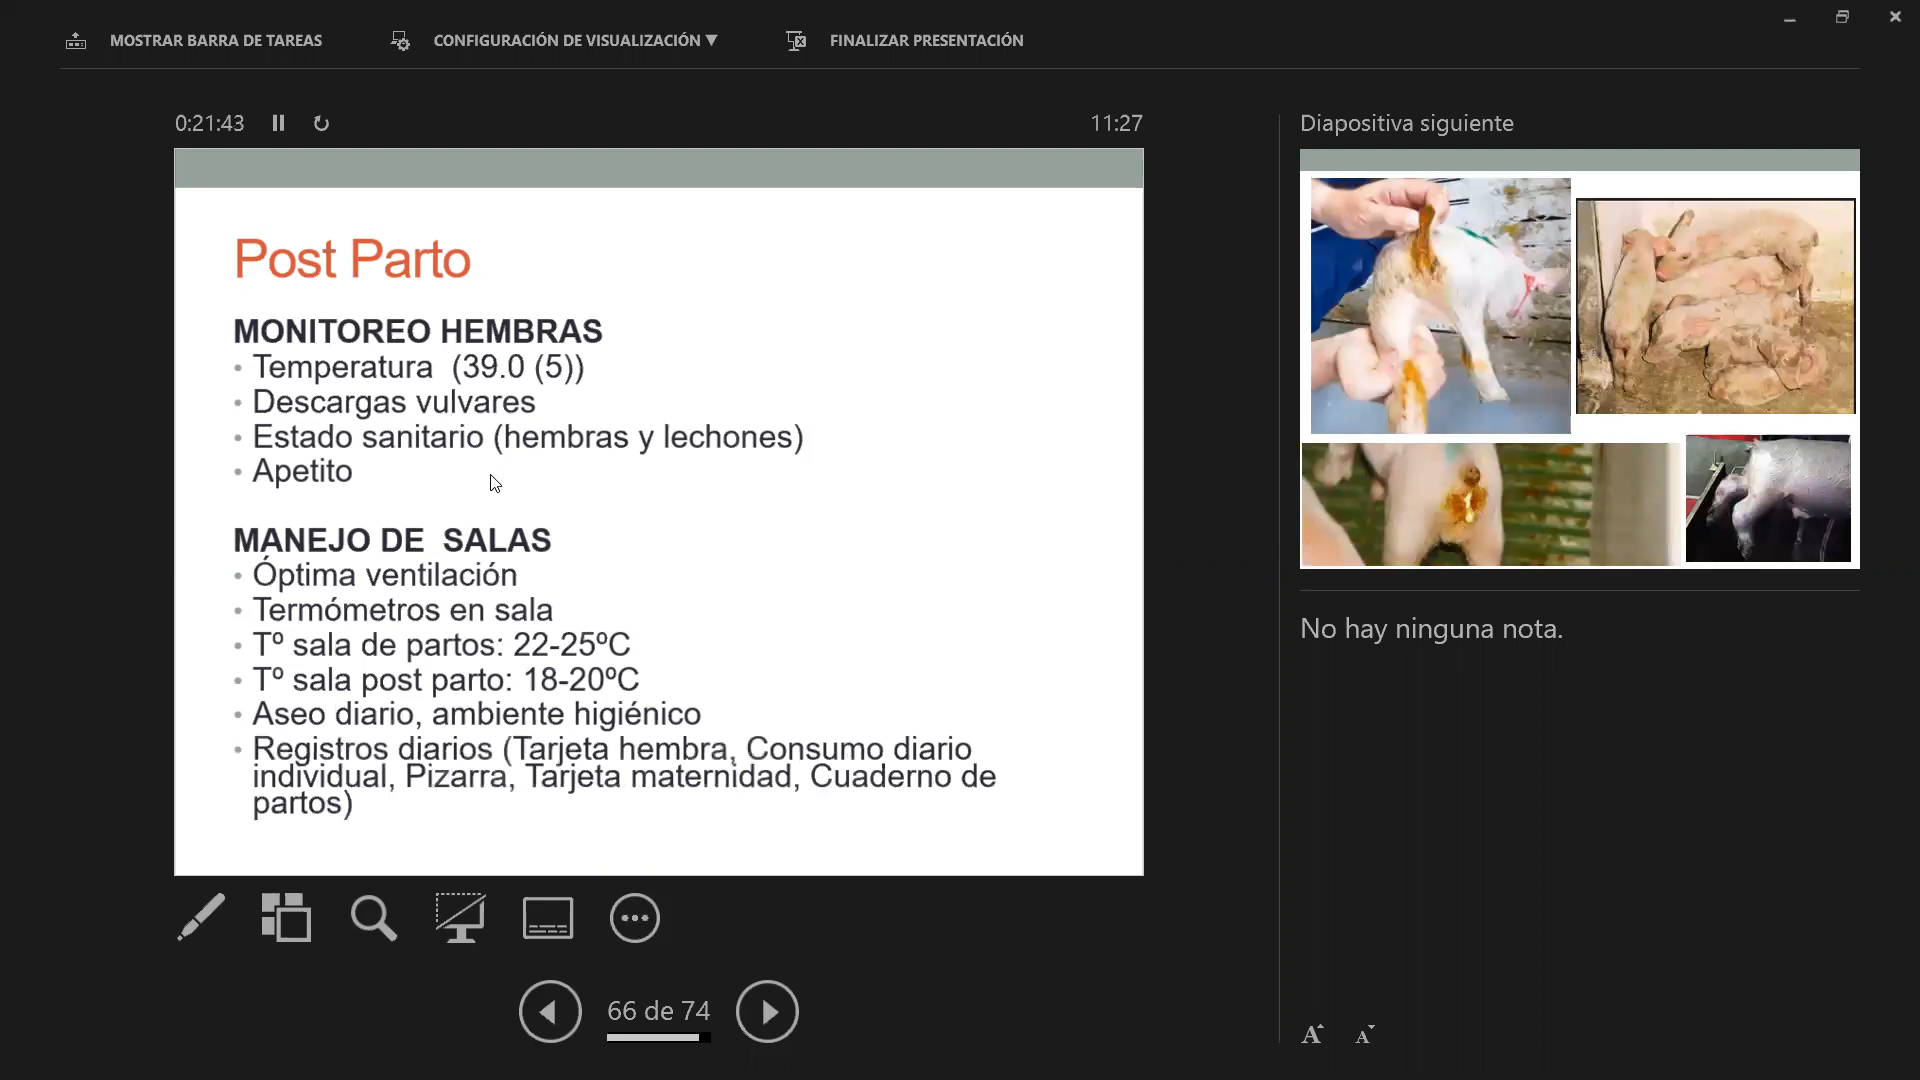 MOSTRAR BARRA DE TAREAS
CONFIGURACIÓN DE VISUALIZACIÓN ▼
FINALIZAR PRESENTACIÓN
0:21:43
11:27
Post Parto
MONITOREO HEMBRAS
• Temperatura (39.0 (5))
• Descargas vulvares
• Estado sanitario (hembras y lechones)
• Apetito
MANEJO DE SALAS
• Óptima ventilación
• Termómetros en sala
• Tº sala de partos: 22-25ºC
• Tº sala post parto: 18-20ºC
• Aseo diario, ambiente higiénico
• Registros diarios (Tarjeta hembra, Consumo diario
individual, Pizarra, Tarjeta maternidad, Cuaderno de
partos)
66 de 74
Diapositiva siguiente
No hay ninguna nota.
A A